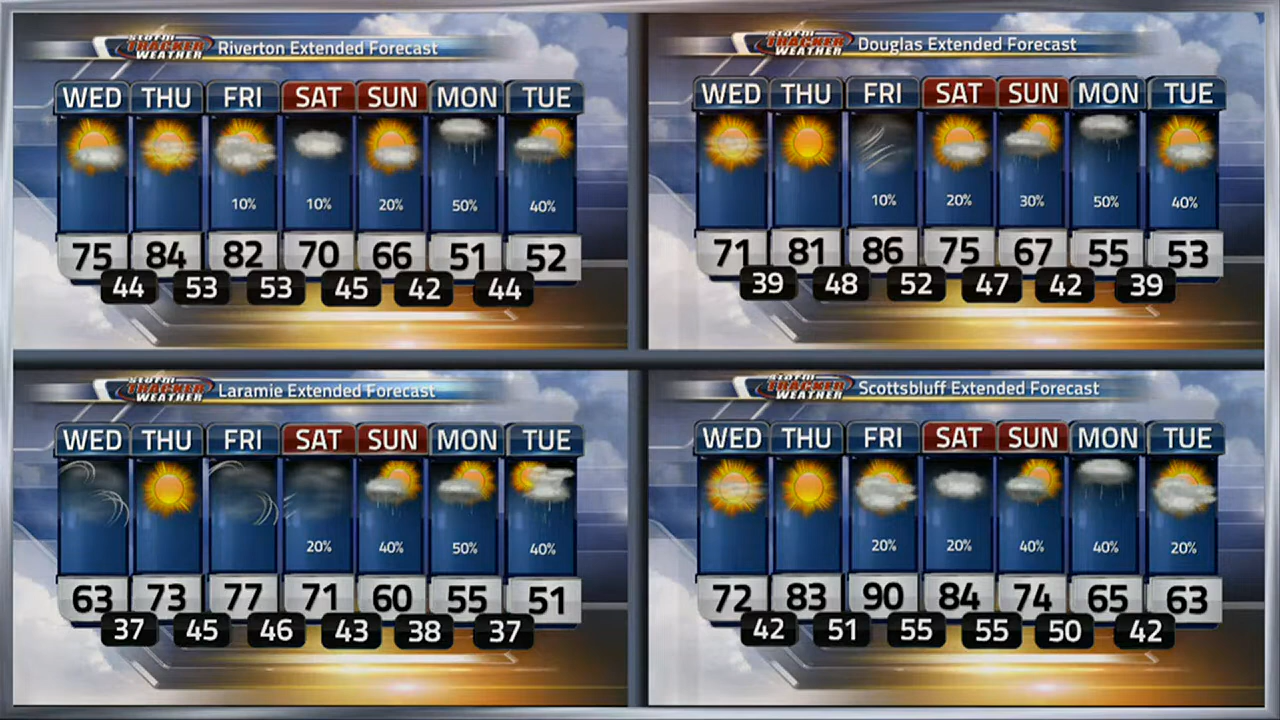 STORM
TRACKER
WEATHER
Riverton Extended Forecast
WED THU FRI SAT SUN MON TUE
10% 10% 20% 50% 40%
75 84 82 70 66 51 52
44 53 53 45 42 44
STORM
TRACKER
WEATHER
Douglas Extended Forecast
WED THU FRI SAT SUN MON TUE
10% 20% 30% 50% 40%
71 81 86 75 67 55 53
39 48 52 47 42 39
STORM
TRACKER
WEATHER
Laramie Extended Forecast
WED THU FRI SAT SUN MON TUE
20% 40% 50% 40%
63 73 77 71 60 55 51
37 45 46 43 38 37
STORM
TRACKER
WEATHER
Scottsbluff Extended Forecast
WED THU FRI SAT SUN MON TUE
20% 20% 40% 40% 20%
72 83 90 84 74 65 63
42 51 55 55 50 42